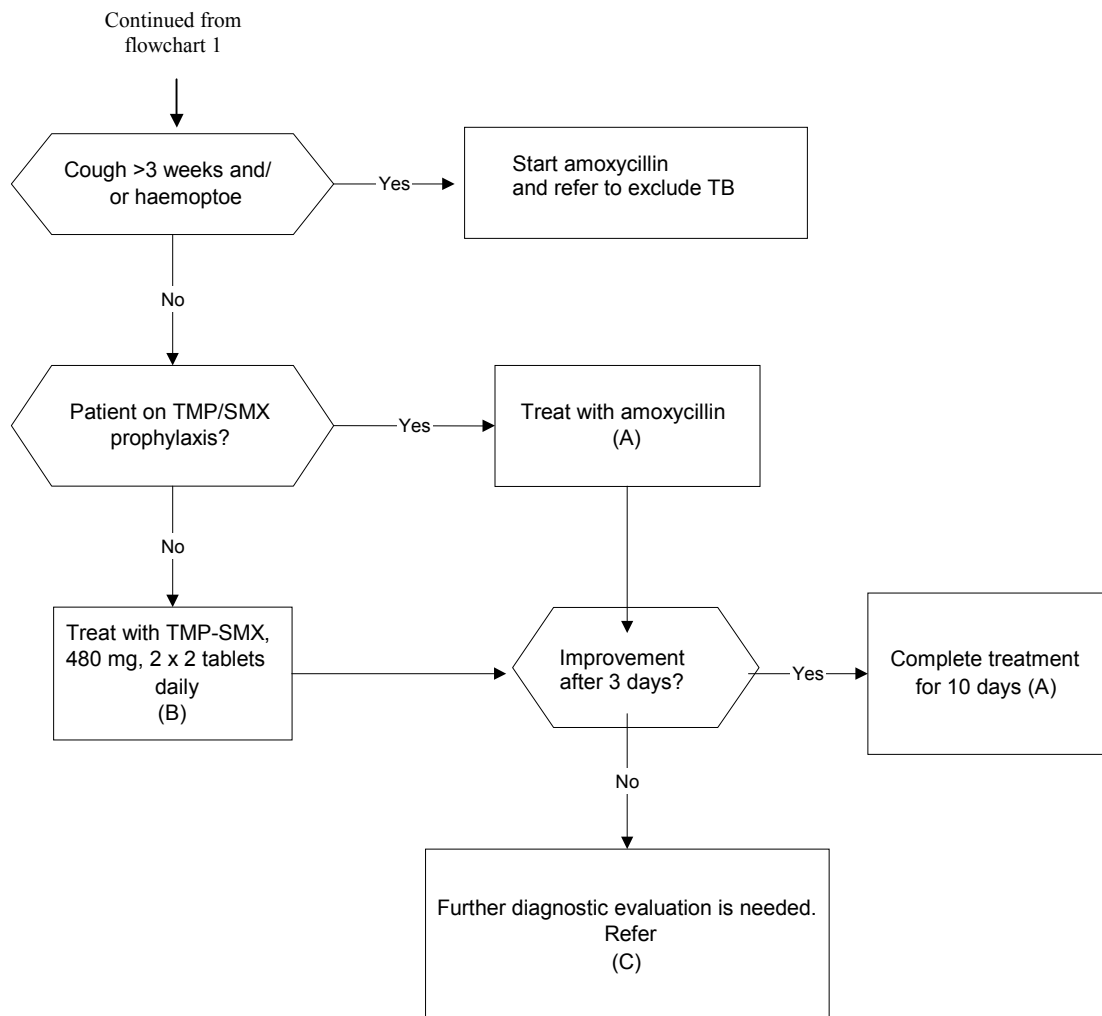 Continued from
flowchart 1
Cough >3 weeks and/
or haemoptoe
Yes
Start amoxycillin
and refer to exclude TB
No
Patient on TMP/SMX
prophylaxis?
Yes
Treat with amoxycillin
(A)
No
Treat with TMP-SMX,
480 mg, 2 x 2 tablets
daily
(B)
Improvement
after 3 days?
Yes
Complete treatment
for 10 days (A)
No
Further diagnostic evaluation is needed.
Refer
(C)